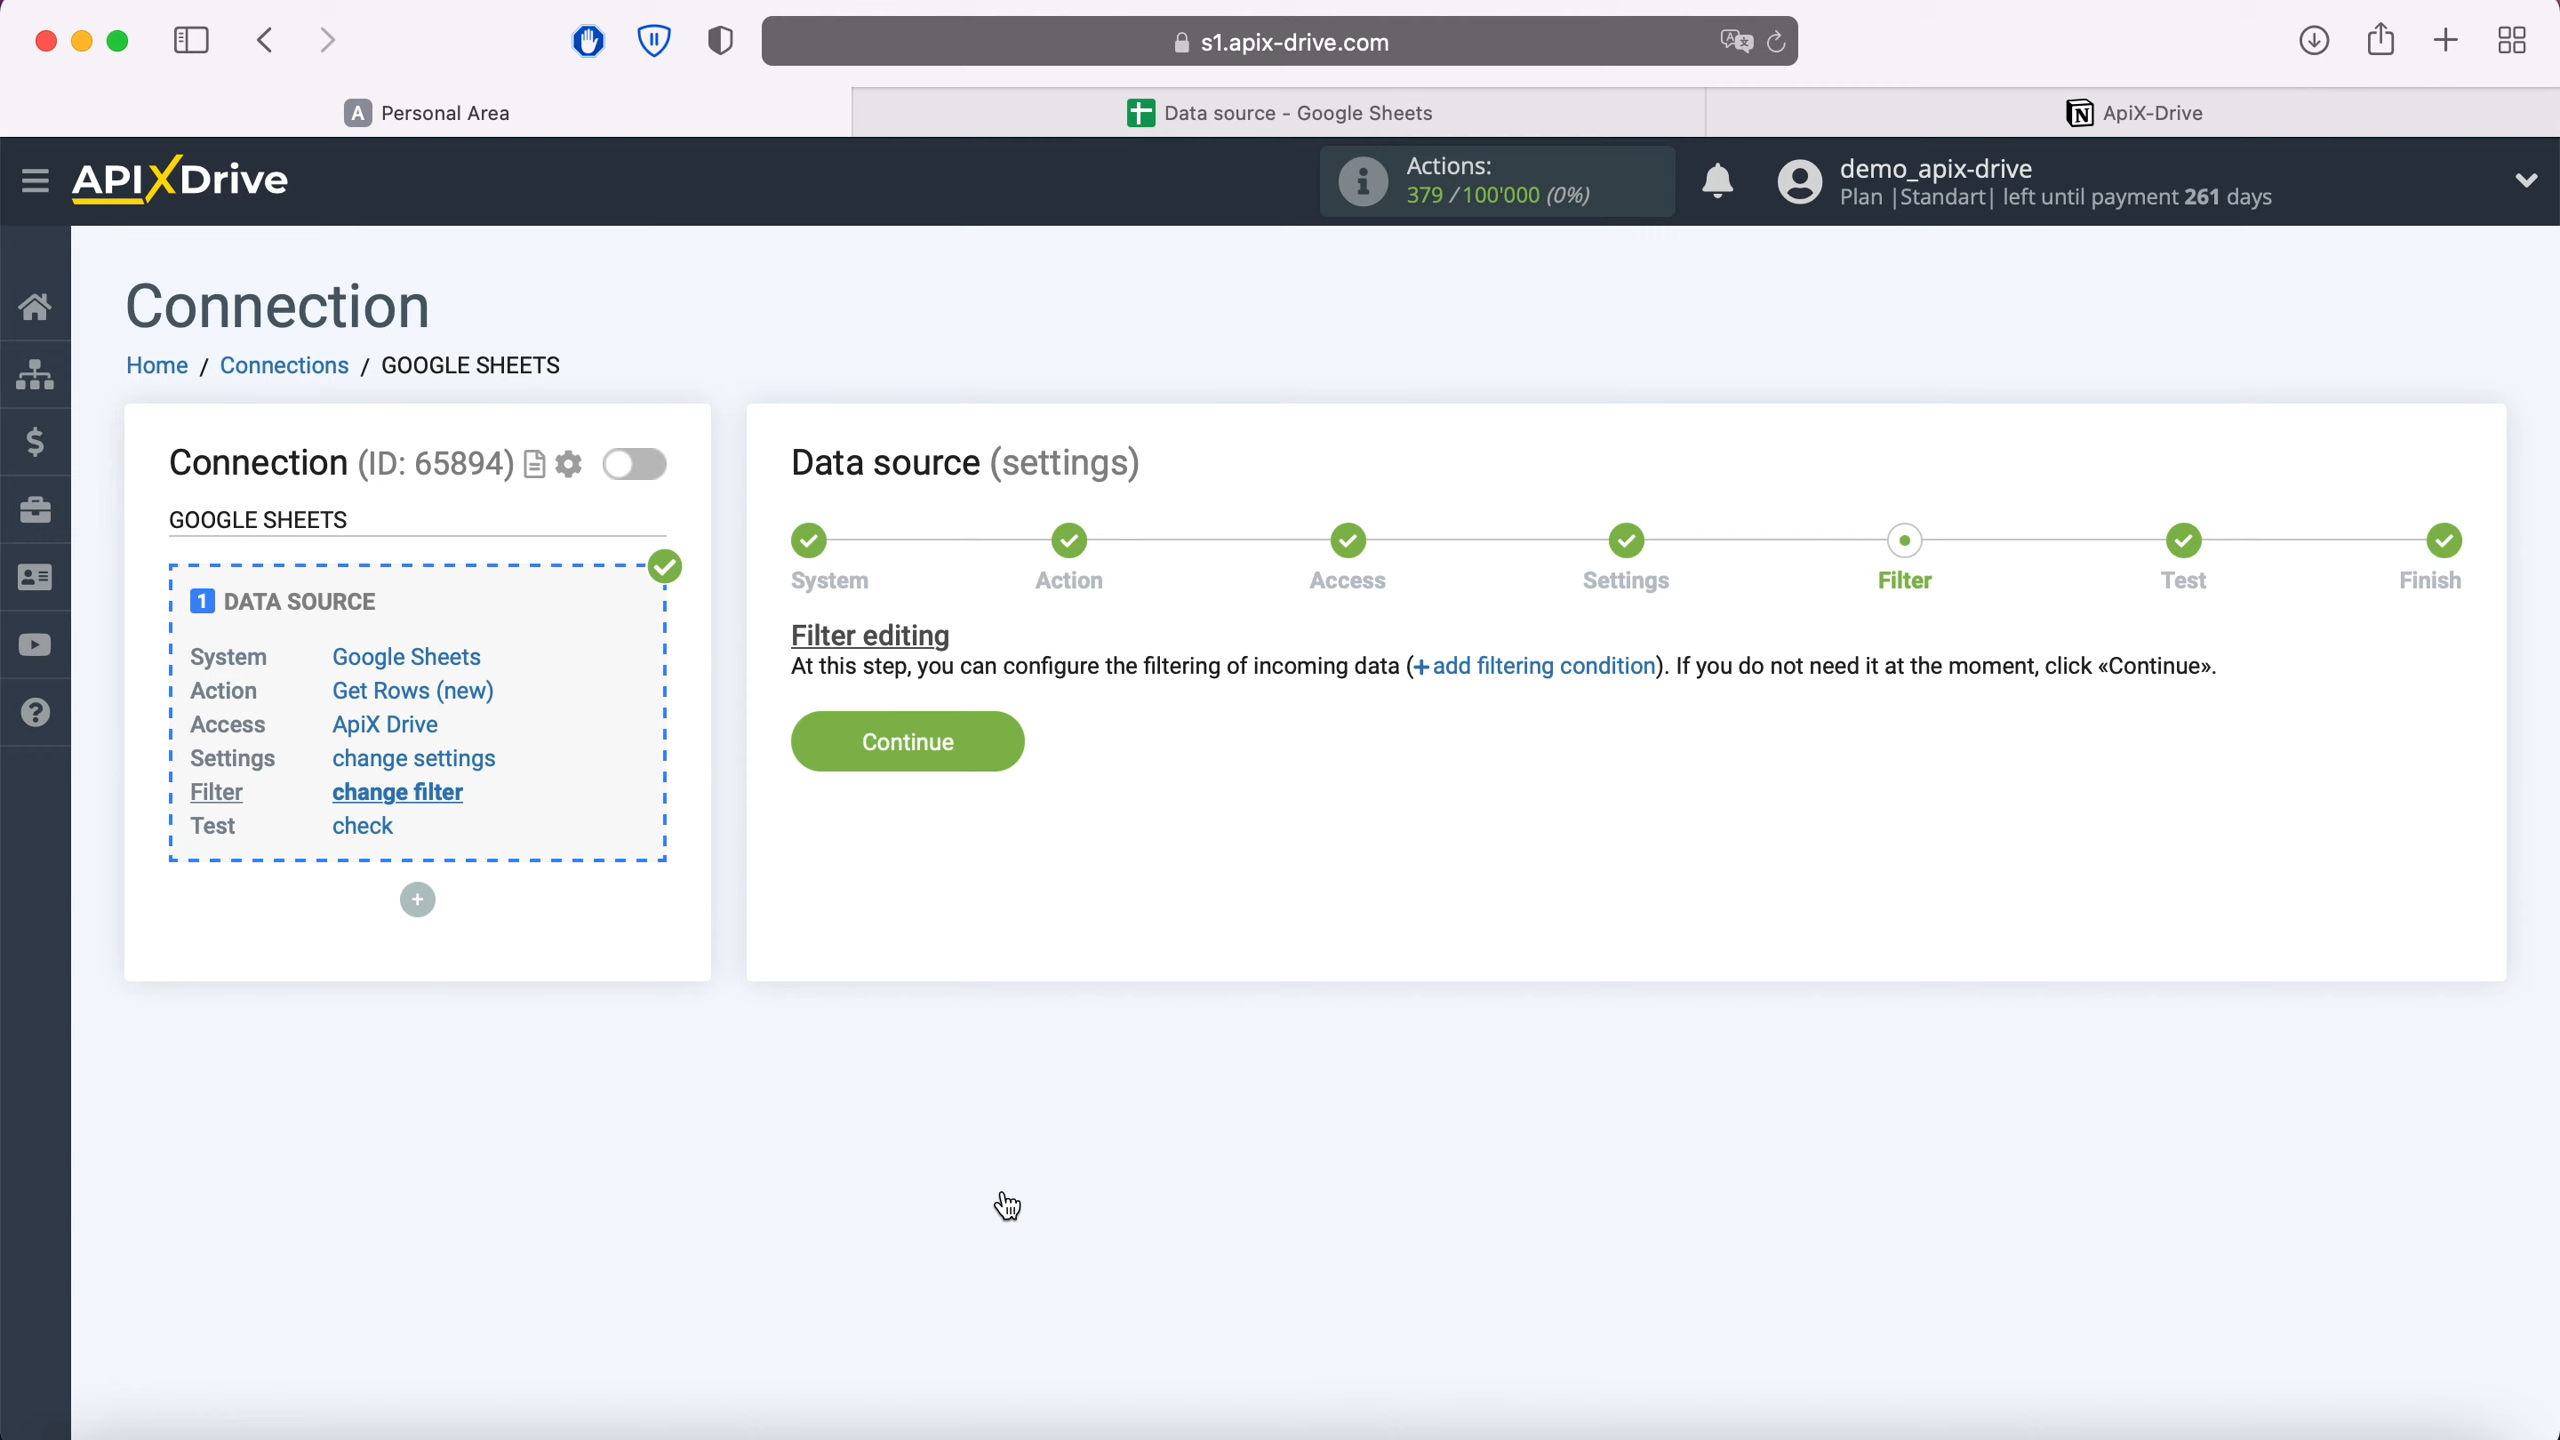 s1.apix-drive.com
A Personal Area
Data source - Google Sheets
ApiX-Drive
APIXDrive
Actions:
379 / 100'000 (0%)
demo_apix-drive
Plan |Standart| left until payment 261 days
Connection
Home / Connections / GOOGLE SHEETS
Connection (ID: 65894)
GOOGLE SHEETS
1 DATA SOURCE
System Google Sheets
Action Get Rows (new)
Access ApiX Drive
Settings change settings
Filter change filter
Test check
Data source (settings)
System Action Access Settings Filter Test Finish
Filter editing
At this step, you can configure the filtering of incoming data (+add filtering condition). If you do not need it at the moment, click «Continue».
Continue